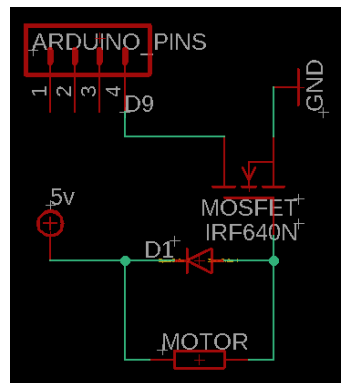 ARDUINO_PINS
1
2
3
4
D9
GND
MOSFET
IRF640N
5v
D1
MOTOR